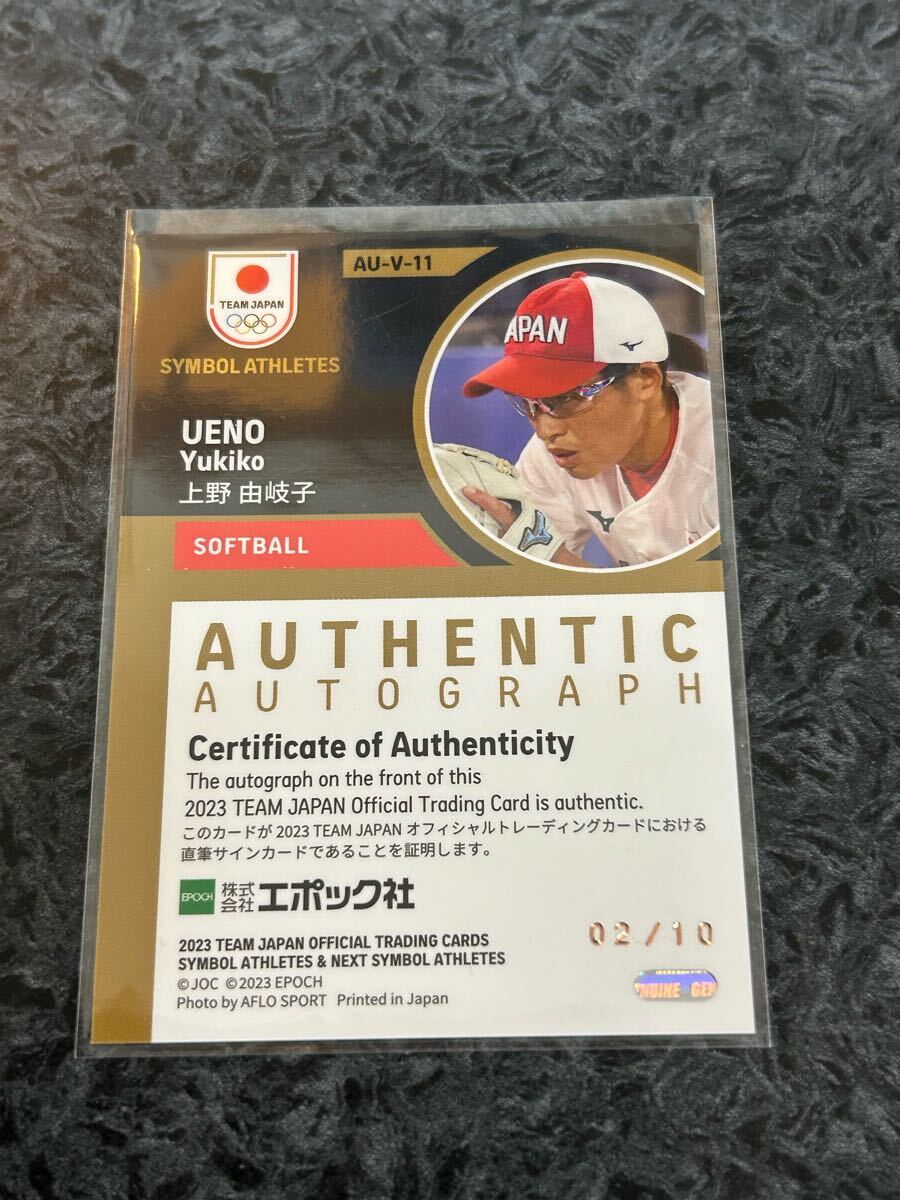 AU-V-11
TEAM JAPAN
SYMBOL ATHLETES
JAPAN
UENO
Yukiko
上野 由岐子
SOFTBALL
AUTHENTIC
AUTOGRAPH
Certificate of Authenticity
The autograph on the front of this
2023 TEAM JAPAN Official Trading Card is authentic.
このカードが 2023 TEAM JAPAN オフィシャルトレーディングカードにおける
直筆サインカードであることを証明します。
EPOCH 株式会社エポック社
02/10
2023 TEAM JAPAN OFFICIAL TRADING CARDS
SYMBOL ATHLETES & NEXT SYMBOL ATHLETES
©JOC ©2023 EPOCH
Photo by AFLO SPORT Printed in Japan